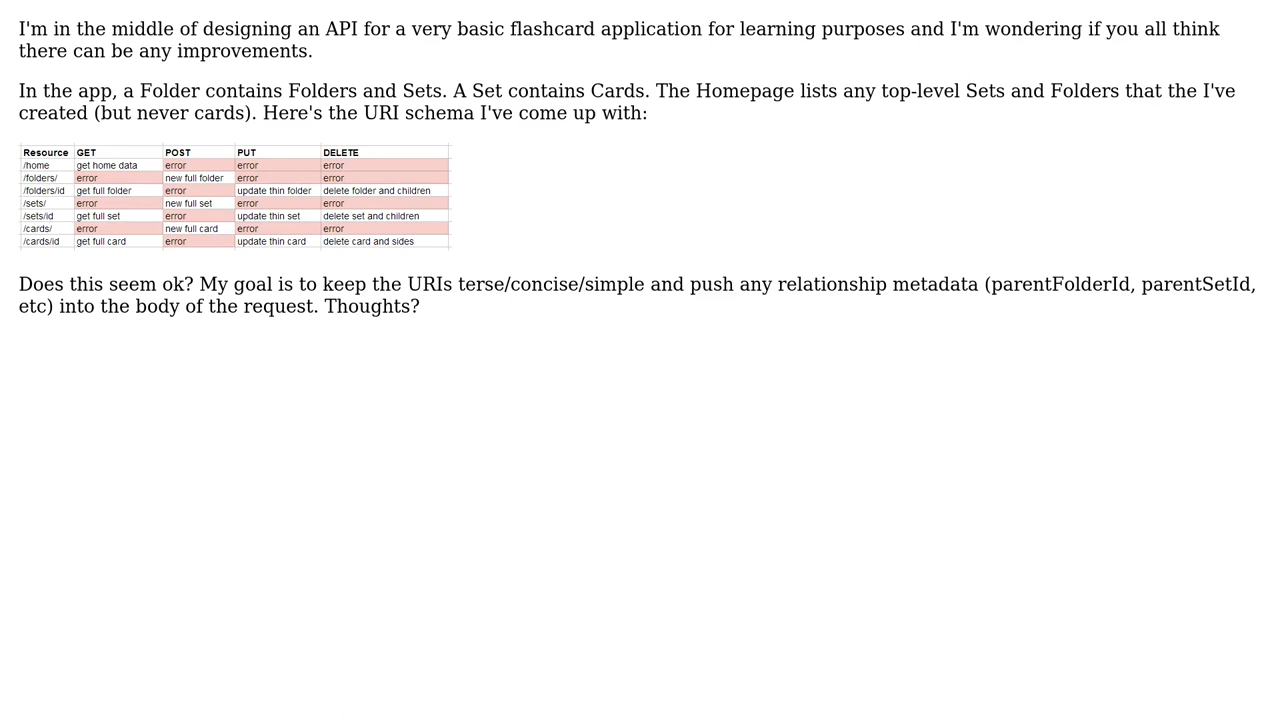 I'm in the middle of designing an API for a very basic flashcard application for learning purposes and I'm wondering if you all think
there can be any improvements.
In the app, a Folder contains Folders and Sets. A Set contains Cards. The Homepage lists any top-level Sets and Folders that the I've
created (but never cards). Here's the URI schema I've come up with:
Resource GET POST PUT DELETE
/home get home data error error error
/folders/ error new full folder error error
/folders/id get full folder error update thin folder delete folder and children
/sets/ error new full set error error
/sets/id get full set error update thin set delete set and children
/cards/ error new full card error error
/cards/id get full card error update thin card delete card and sides
Does this seem ok? My goal is to keep the URIs terse/concise/simple and push any relationship metadata (parentFolderId, parentSetId,
etc) into the body of the request. Thoughts?